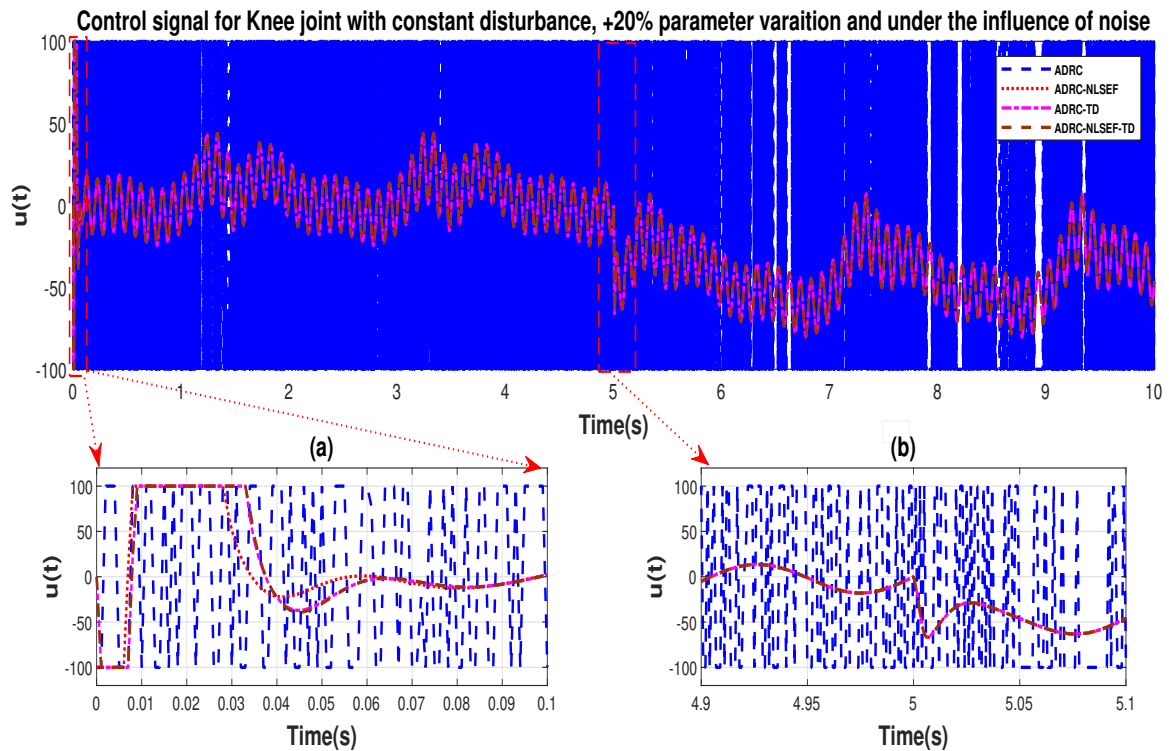 Control signal for Knee joint with constant disturbance, +20% parameter varaition and under the influence of noise
100
50
0
-50
-100
u(t)
ADRC
ADRC-NLSEF
ADRC-TD
ADRC-NLSEF-TD
0 1 2 3 4 5 6 7 8 9 10
Time(s)
(a)
100
50
0
-50
-100
u(t)
0 0.01 0.02 0.03 0.04 0.05 0.06 0.07 0.08 0.09 0.1
Time(s)
(b)
100
50
0
-50
-100
u(t)
4.9 4.95 5 5.05 5.1
Time(s)